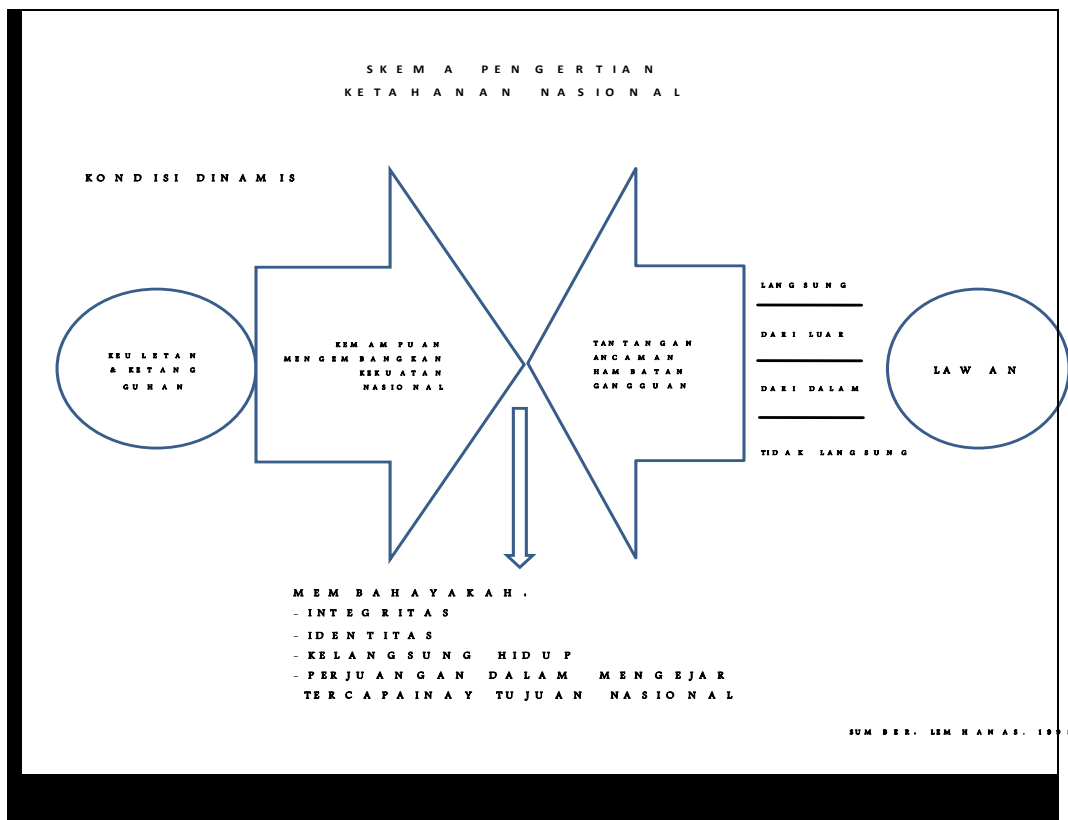 SKEMA PENGERTIAN
KETAHANAN NASIONAL
KONDISI DINAMIS
KEULETAN
& KETANG
GUHAN
KEMAMPUAN
MENGEMBANGKAN
KEKUATAN
NASIONAL
TANTANGAN
ANCAMAN
HAMBATAN
GANGGUAN
LANGSUNG
DARI LUAR
DARI DALAM
TIDAK LANGSUNG
LAWAN
MEMBAHAYAKAH.
- INTEGRITAS
- IDENTITAS
- KELANGSUNG HIDUP
- PERJUANGAN DALAM MENGEJAR
TERCAPAINAY TUJUAN NASIONAL
SUMBER. LEMHANAS.